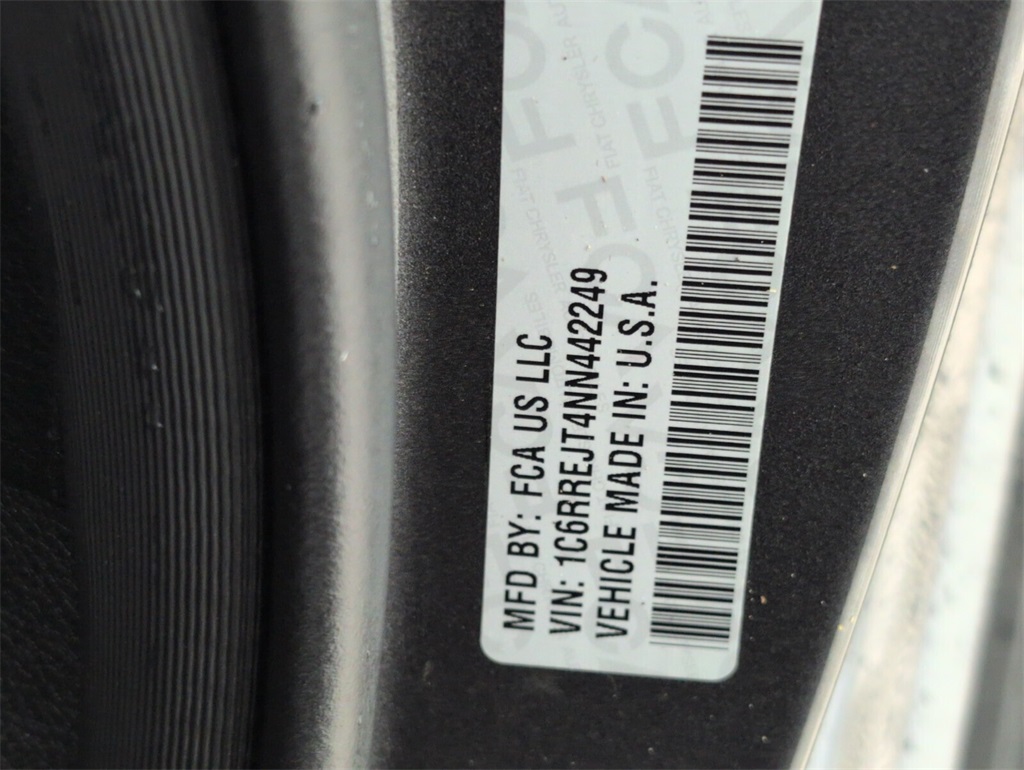 MFD BY: FCA US LLC
VIN: 1C6RREJT4NN442249
VEHICLE MADE IN: U.S.A.